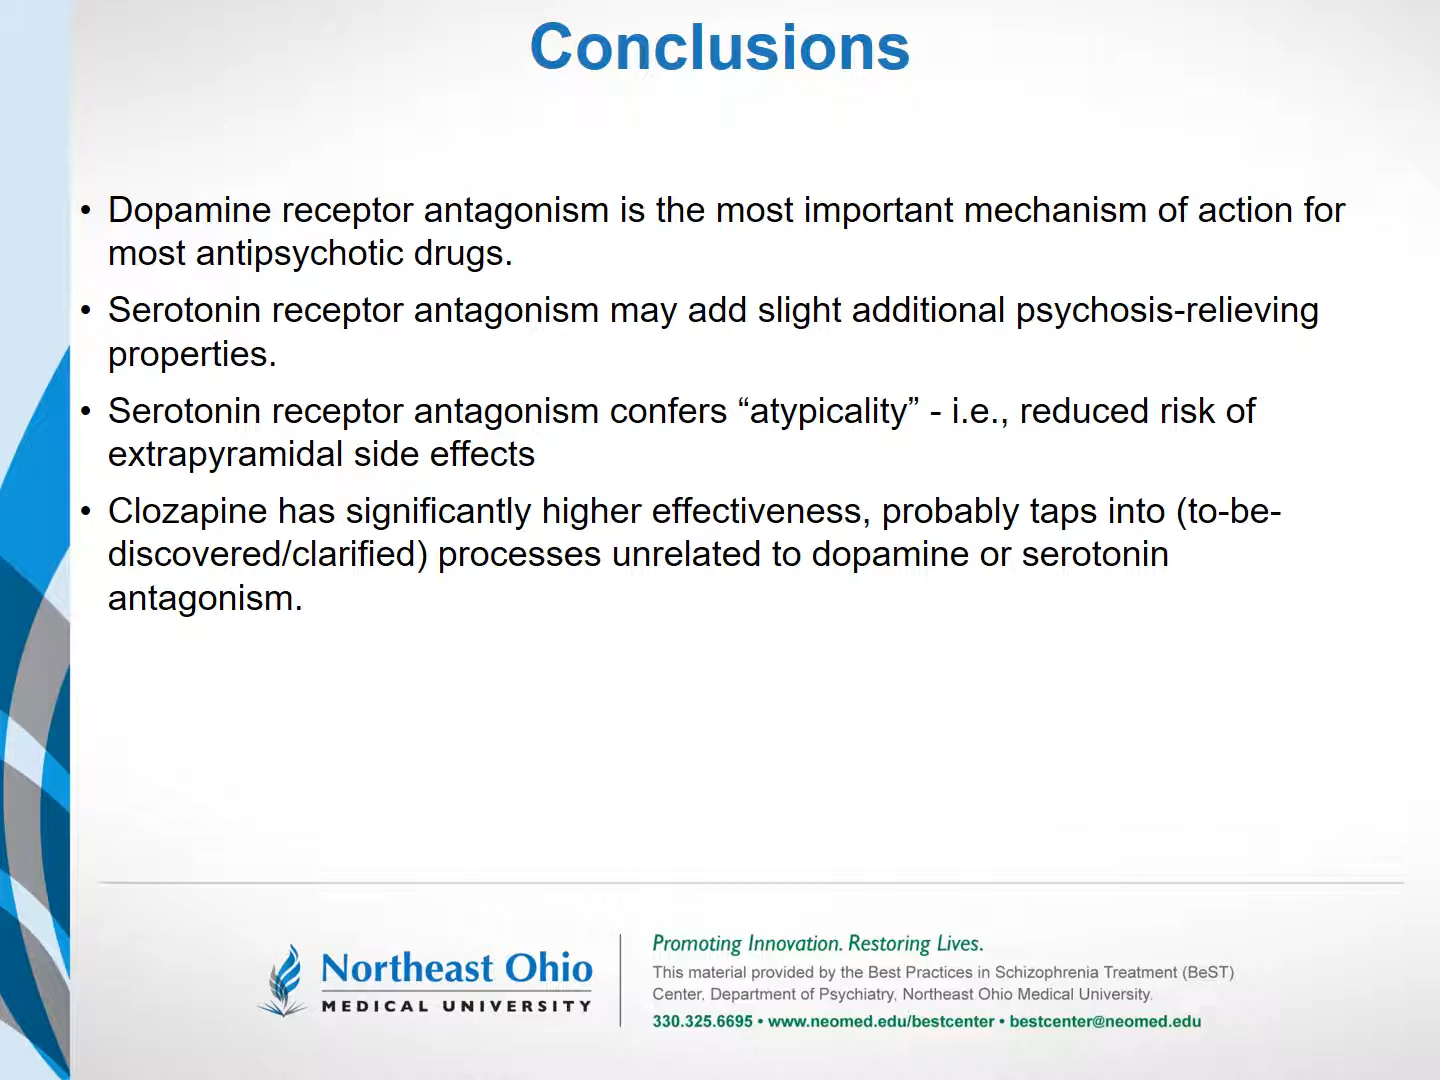 Conclusions
• Dopamine receptor antagonism is the most important mechanism of action for
most antipsychotic drugs.
• Serotonin receptor antagonism may add slight additional psychosis-relieving
properties.
• Serotonin receptor antagonism confers “atypicality” - i.e., reduced risk of
extrapyramidal side effects
• Clozapine has significantly higher effectiveness, probably taps into (to-be-
discovered/clarified) processes unrelated to dopamine or serotonin
antagonism.
Northeast Ohio
MEDICAL UNIVERSITY
Promoting Innovation. Restoring Lives.
This material provided by the Best Practices in Schizophrenia Treatment (BeST)
Center, Department of Psychiatry, Northeast Ohio Medical University.
330.325.6695 • www.neomed.edu/bestcenter • bestcenter@neomed.edu